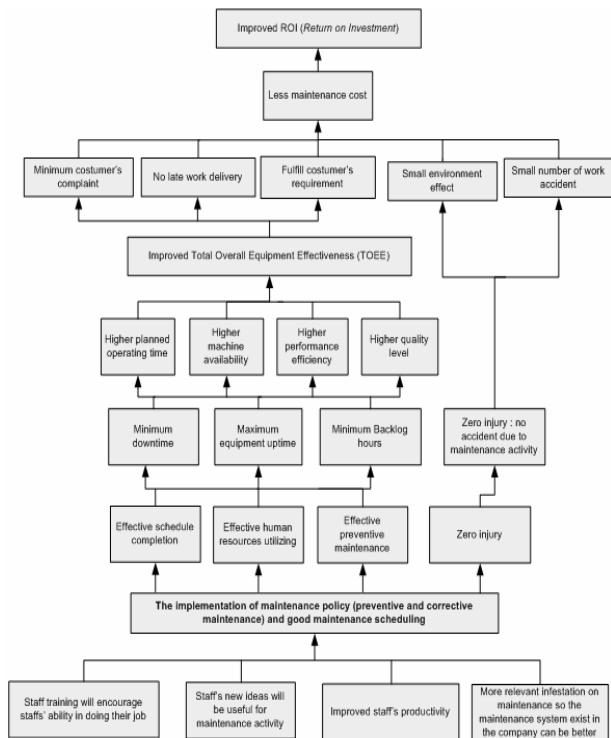 Improved ROI (Return on Investment)
Less maintenance cost
Minimum costumer's
complaint
No late work delivery
Fulfill costumer's
requirement
Small environment
effect
Small number of work
accident
Improved Total Overall Equipment Effectiveness (TOEE)
Higher planned
operating time
Higher
machine
availability
Higher
performance
efficiency
Higher quality
level
Minimum
downtime
Maximum
equipment uptime
Minimum Backlog
hours
Zero injury : no
accident due to
maintenance activity
Effective schedule
completion
Effective human
resources utilizing
Effective
preventive
maintenance
Zero injury
The implementation of maintenance policy (preventive and corrective
maintenance) and good maintenance scheduling
Staff training will encourage
staffs' ability in doing their job
Staff's new ideas will
be useful for
maintenance activity
Improved staff's productivity
More relevant infestation on
maintenance so the
maintenance system exist in
the company can be better